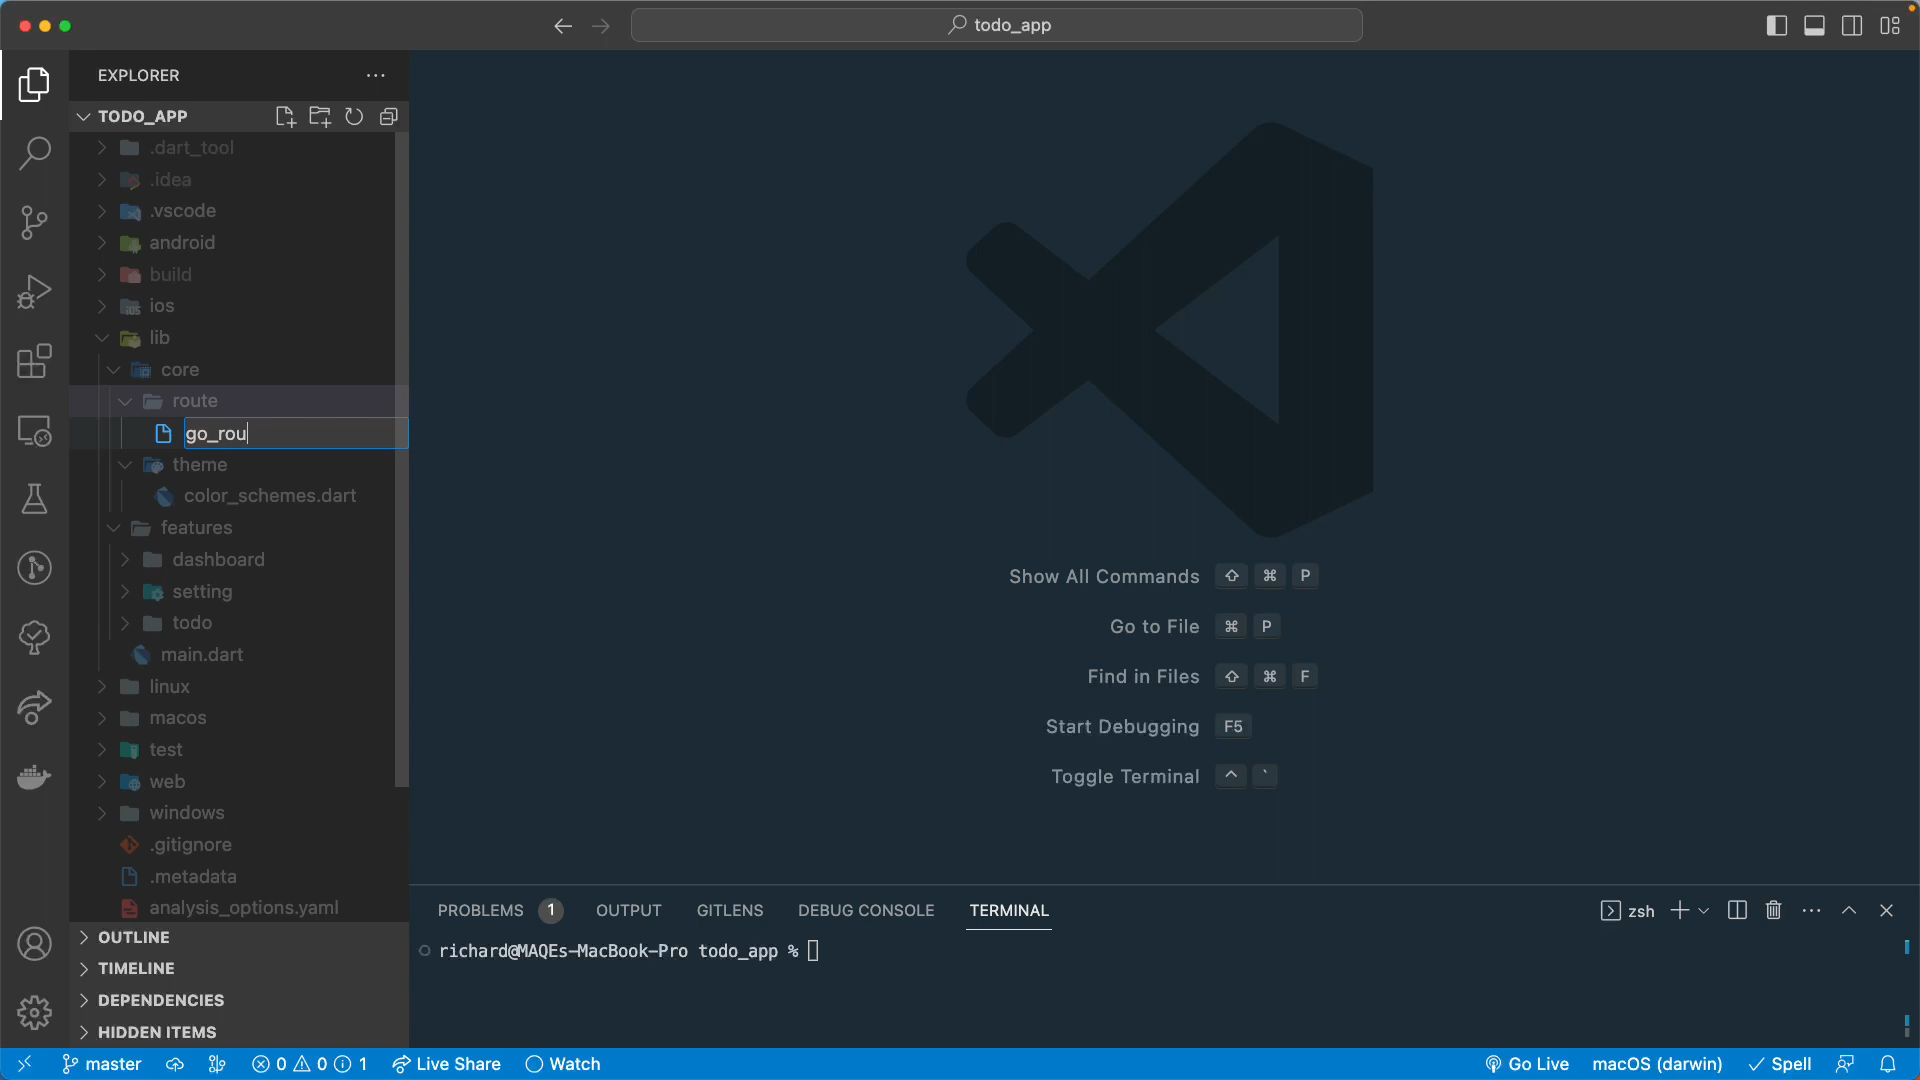 todo_app
EXPLORER
TODO_APP
.dart_tool
.idea
.vscode
android
build
ios
lib
core
route
go_rou
theme
color_schemes.dart
features
dashboard
setting
todo
main.dart
linux
macos
test
web
windows
.gitignore
.metadata
analysis_options.yaml
OUTLINE
TIMELINE
DEPENDENCIES
HIDDEN ITEMS
Show All Commands ⇧ ⌘ P
Go to File ⌘ P
Find in Files ⇧ ⌘ F
Start Debugging F5
Toggle Terminal ^ `
PROBLEMS 1 OUTPUT GITLENS DEBUG CONSOLE TERMINAL zsh
richard@MAQEs-MacBook-Pro todo_app %
master 0 0 1 Live Share Watch Go Live macOS (darwin) Spell